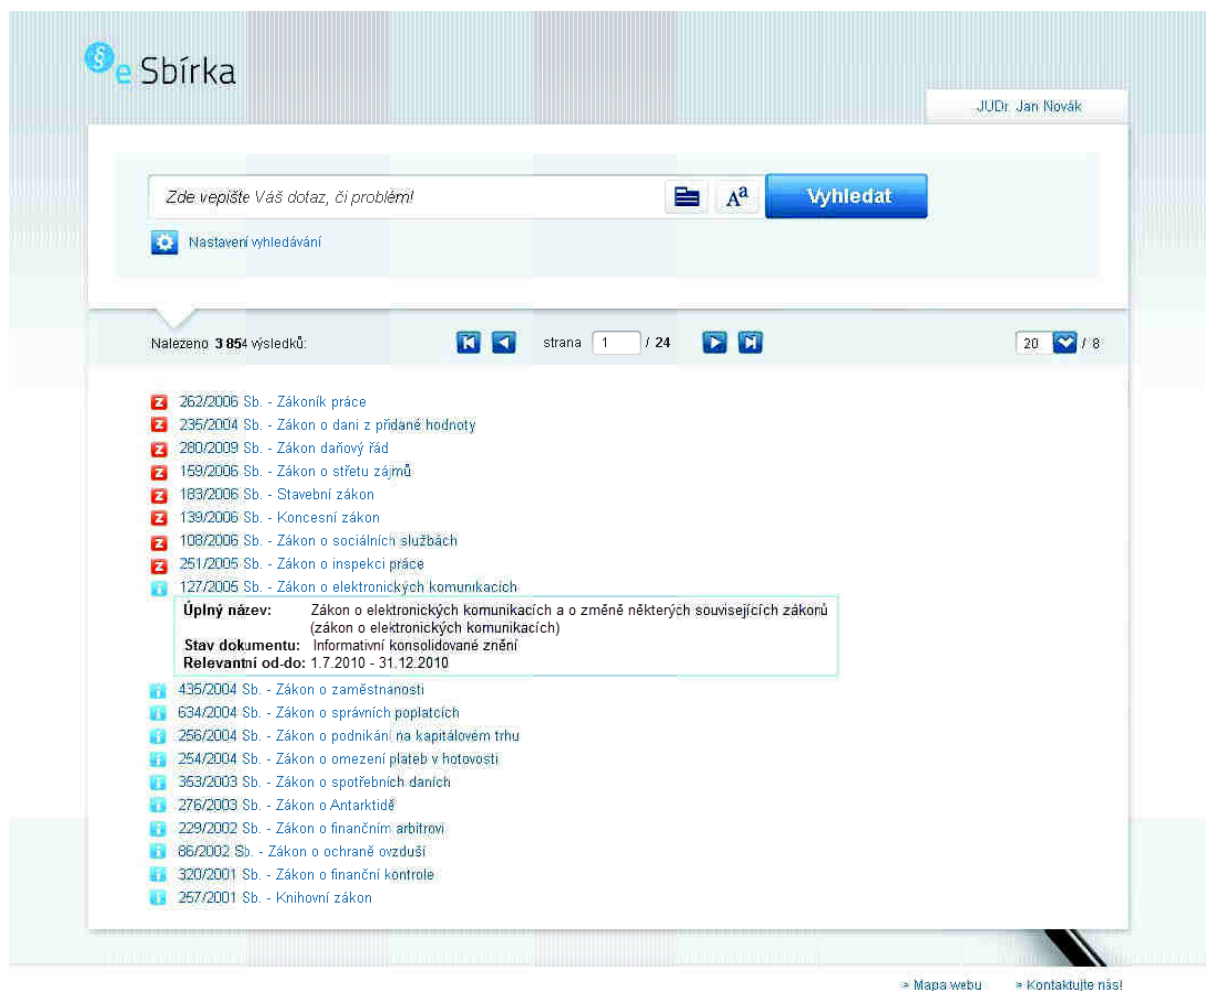 § e Sbírka
JUDr. Jan Novák
Zde vepište Váš dotaz, či problém!
Aa
Vyhledat
Nastavení vyhledávání
Nalezeno 3 854 výsledků:
strana 1 / 24
20 / 8
z 262/2006 Sb. - Zákoník práce
z 235/2004 Sb. - Zákon o dani z přidané hodnoty
z 280/2009 Sb. - Zákon daňový řád
z 159/2006 Sb. - Zákon o střetu zájmů
z 183/2006 Sb. - Stavební zákon
z 139/2006 Sb. - Koncesní zákon
z 108/2006 Sb. - Zákon o sociálních službách
z 251/2005 Sb. - Zákon o inspekci práce
i 127/2005 Sb. - Zákon o elektronických komunikacích
Úplný název: Zákon o elektronických komunikacích a o změně některých souvisejících zákonů
(zákon o elektronických komunikacích)
Stav dokumentu: Informativní konsolidované znění
Relevantní od-do: 1.7.2010 - 31.12.2010
i 435/2004 Sb. - Zákon o zaměstnanosti
i 634/2004 Sb. - Zákon o správních poplatcích
i 256/2004 Sb. - Zákon o podnikání na kapitálovém trhu
i 254/2004 Sb. - Zákon o omezení plateb v hotovosti
i 353/2003 Sb. - Zákon o spotřebních daních
i 276/2003 Sb. - Zákon o Antarktidě
i 229/2002 Sb. - Zákon o finančním arbitrovi
i 86/2002 Sb. - Zákon o ochraně ovzduší
i 320/2001 Sb. - Zákon o finanční kontrole
i 257/2001 Sb. - Knihovní zákon
» Mapa webu » Kontaktujte nás!